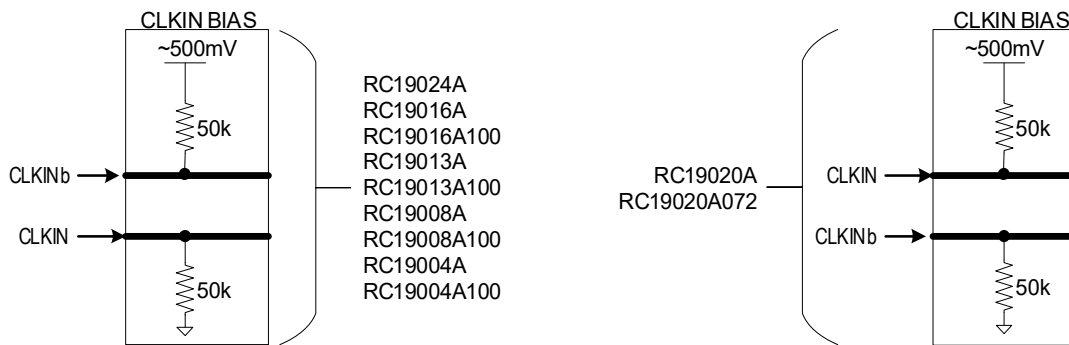 CLKIN BIAS
~500mV
50k
CLKINb
CLKIN
50k
RC19024A
RC19016A
RC19016A100
RC19013A
RC19013A100
RC19008A
RC19008A100
RC19004A
RC19004A100
RC19020A
RC19020A072
CLKIN BIAS
~500mV
50k
CLKIN
CLKINb
50k